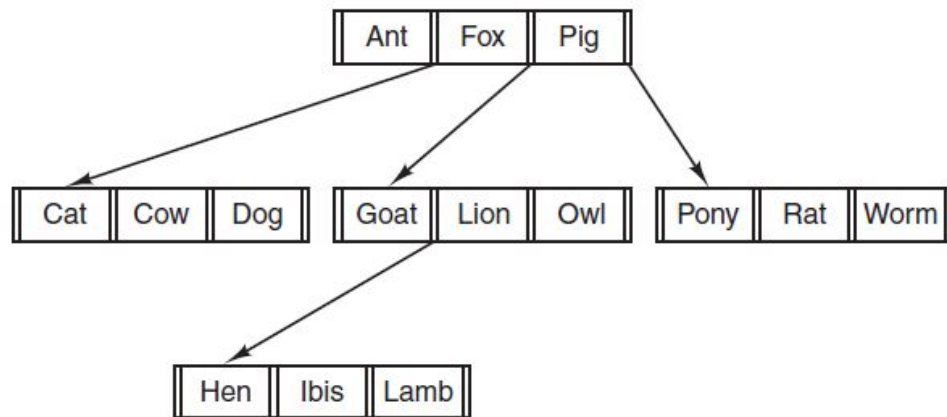 Ant Fox Pig
Cat Cow Dog Goat Lion Owl Pony Rat Worm
Hen Ibis Lamb